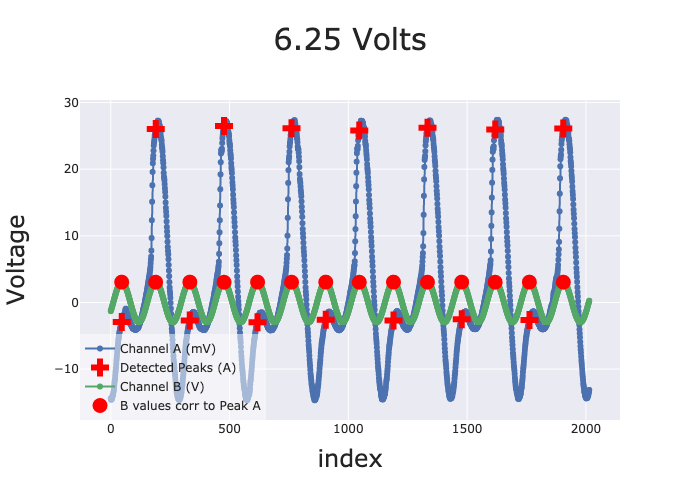 6.25 Volts
Voltage
30
20
10
0
−10
Channel A (mV)
Detected Peaks (A)
Channel B (V)
B values corr to Peak A
0
500
1000
1500
2000
index